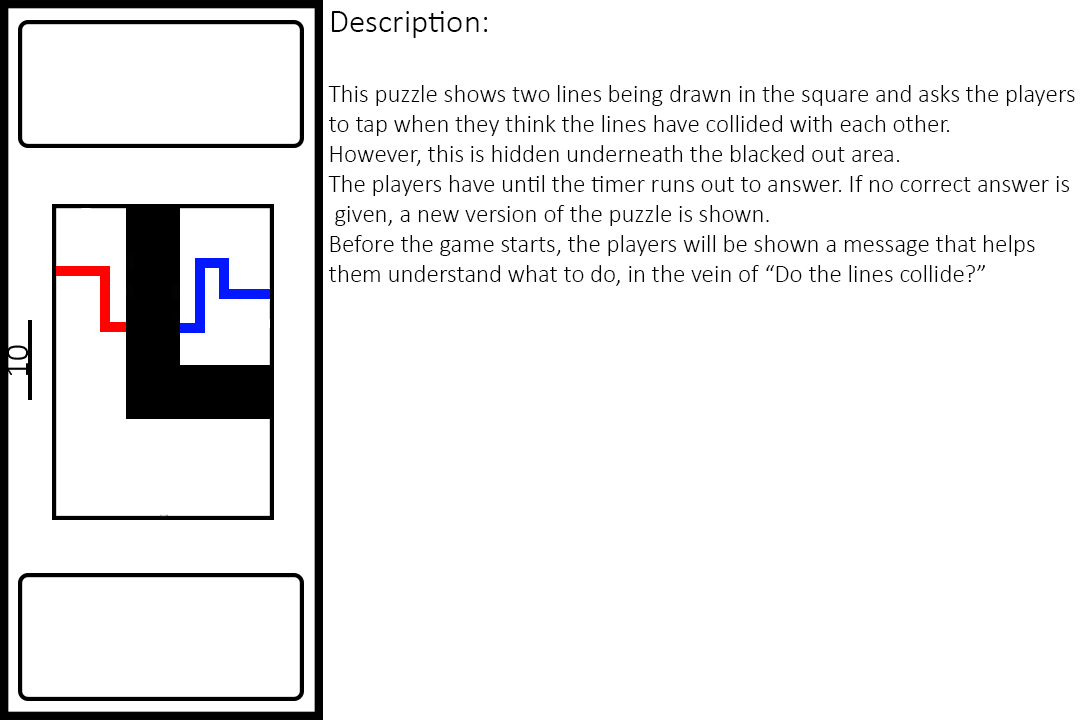 Description:
This puzzle shows two lines being drawn in the square and asks the players
to tap when they think the lines have collided with each other.
However, this is hidden underneath the blacked out area.
The players have until the timer runs out to answer. If no correct answer is
given, a new version of the puzzle is shown.
Before the game starts, the players will be shown a message that helps
them understand what to do, in the vein of “Do the lines collide?”
10